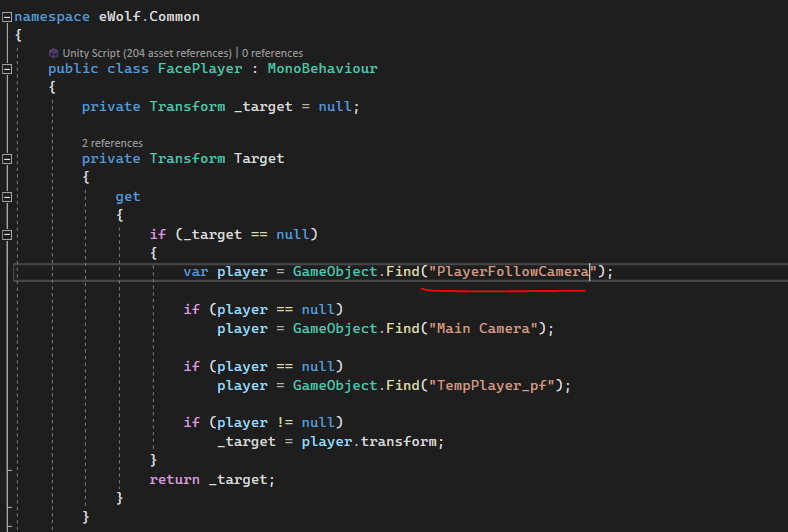 namespace eWolf.Common
{
Unity Script (204 asset references) | 0 references
public class FacePlayer : MonoBehaviour
{
private Transform _target = null;
2 references
private Transform Target
{
get
{
if (_target == null)
{
var player = GameObject.Find("PlayerFollowCamera");
if (player == null)
player = GameObject.Find("Main Camera");
if (player == null)
player = GameObject.Find("TempPlayer_pf");
if (player != null)
_target = player.transform;
}
return _target;
}
}